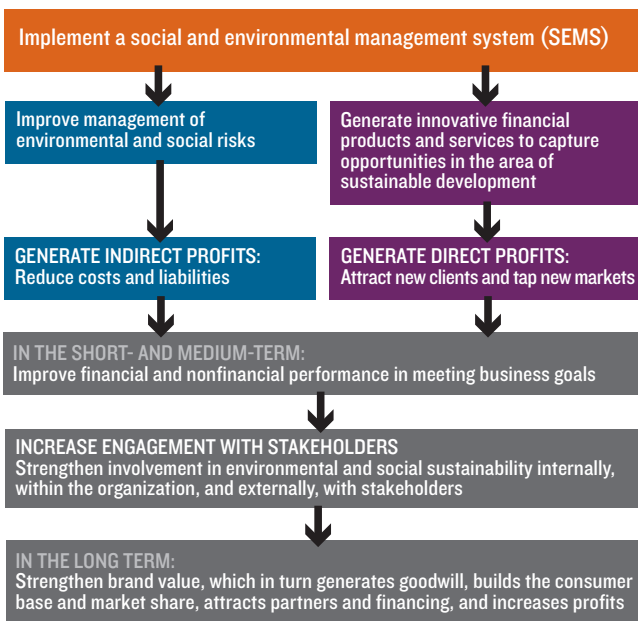 Implement a social and environmental management system (SEMS)
Improve management of
environmental and social risks
Generate innovative financial
products and services to capture
opportunities in the area of
sustainable development
GENERATE INDIRECT PROFITS:
Reduce costs and liabilities
GENERATE DIRECT PROFITS:
Attract new clients and tap new markets
IN THE SHORT- AND MEDIUM-TERM:
Improve financial and nonfinancial performance in meeting business goals
INCREASE ENGAGEMENT WITH STAKEHOLDERS
Strengthen involvement in environmental and social sustainability internally,
within the organization, and externally, with stakeholders
IN THE LONG TERM:
Strengthen brand value, which in turn generates goodwill, builds the consumer
base and market share, attracts partners and financing, and increases profits